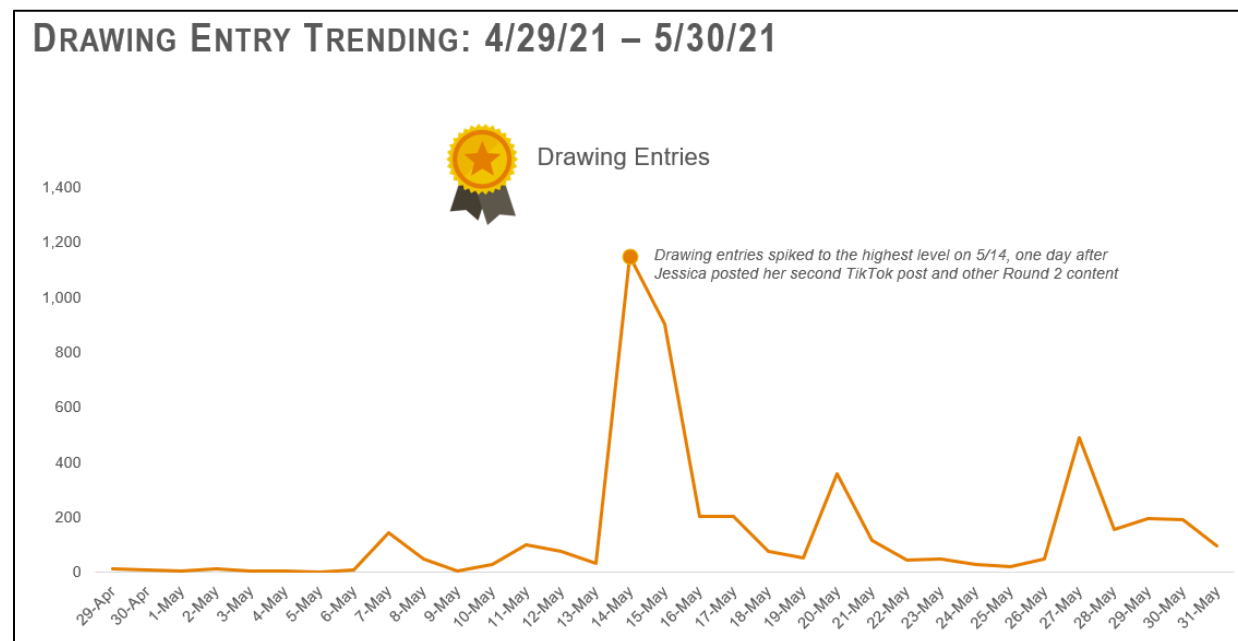 DRAWING ENTRY TRENDING: 4/29/21 – 5/30/21
Drawing Entries
1,400
1,200
1,000
800
600
400
200
0
Drawing entries spiked to the highest level on 5/14, one day after
Jessica posted her second TikTok post and other Round 2 content
29-Apr
30-Apr
1-May
2-May
3-May
4-May
5-May
6-May
7-May
8-May
9-May
10-May
11-May
12-May
13-May
14-May
15-May
16-May
17-May
18-May
19-May
20-May
21-May
22-May
23-May
24-May
25-May
26-May
27-May
28-May
29-May
30-May
31-May